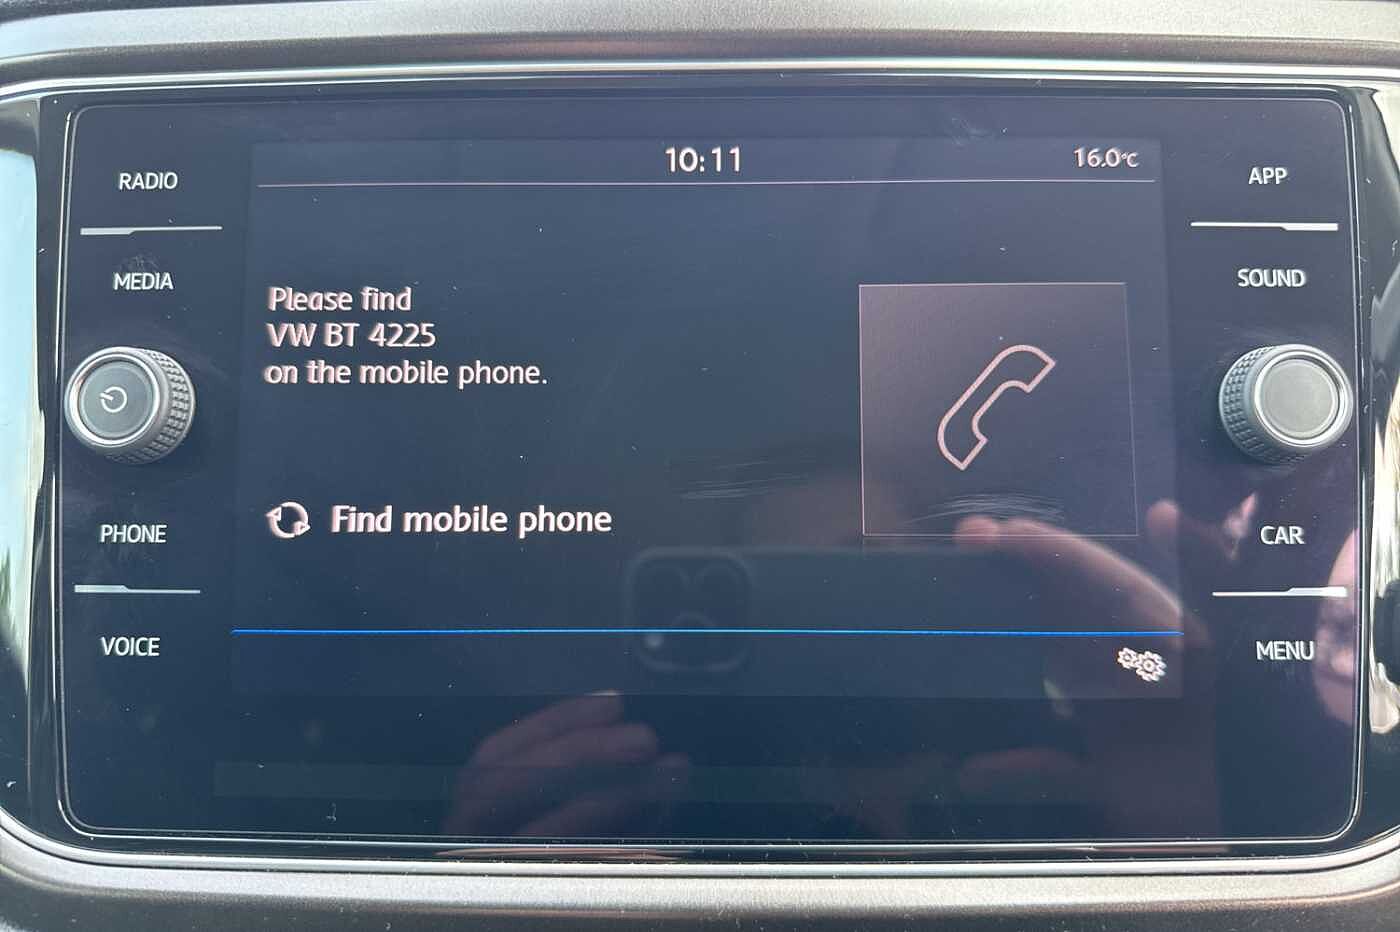 10:11
16.0°C
RADIO
MEDIA
PHONE
VOICE
Please find
VW BT 4225
on the mobile phone.
Find mobile phone
APP
SOUND
CAR
MENU